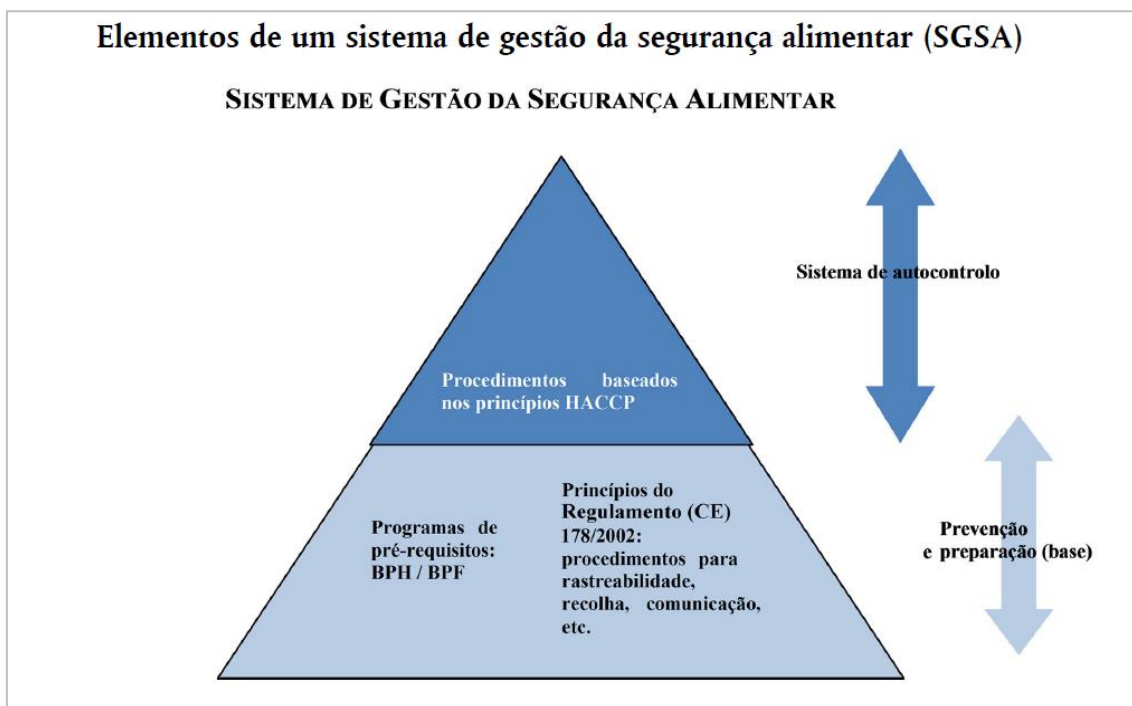 Elementos de um sistema de gestão da segurança alimentar (SGSA)
SISTEMA DE GESTÃO DA SEGURANÇA ALIMENTAR
Sistema de autocontrolo
Procedimentos baseados
nos princípios HACCP
Programas de
pré-requisitos:
BPH / BPF
Princípios do
Regulamento (CE)
178/2002:
procedimentos para
rastreabilidade,
recolha, comunicação,
etc.
Prevenção
e preparação (base)